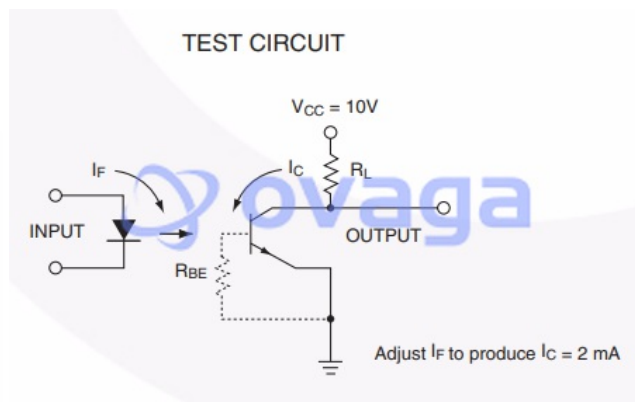 TEST CIRCUIT
VCC = 10V
IF
IC
RL
ovaga
INPUT
OUTPUT
RBE
Adjust IF to produce IC = 2 mA